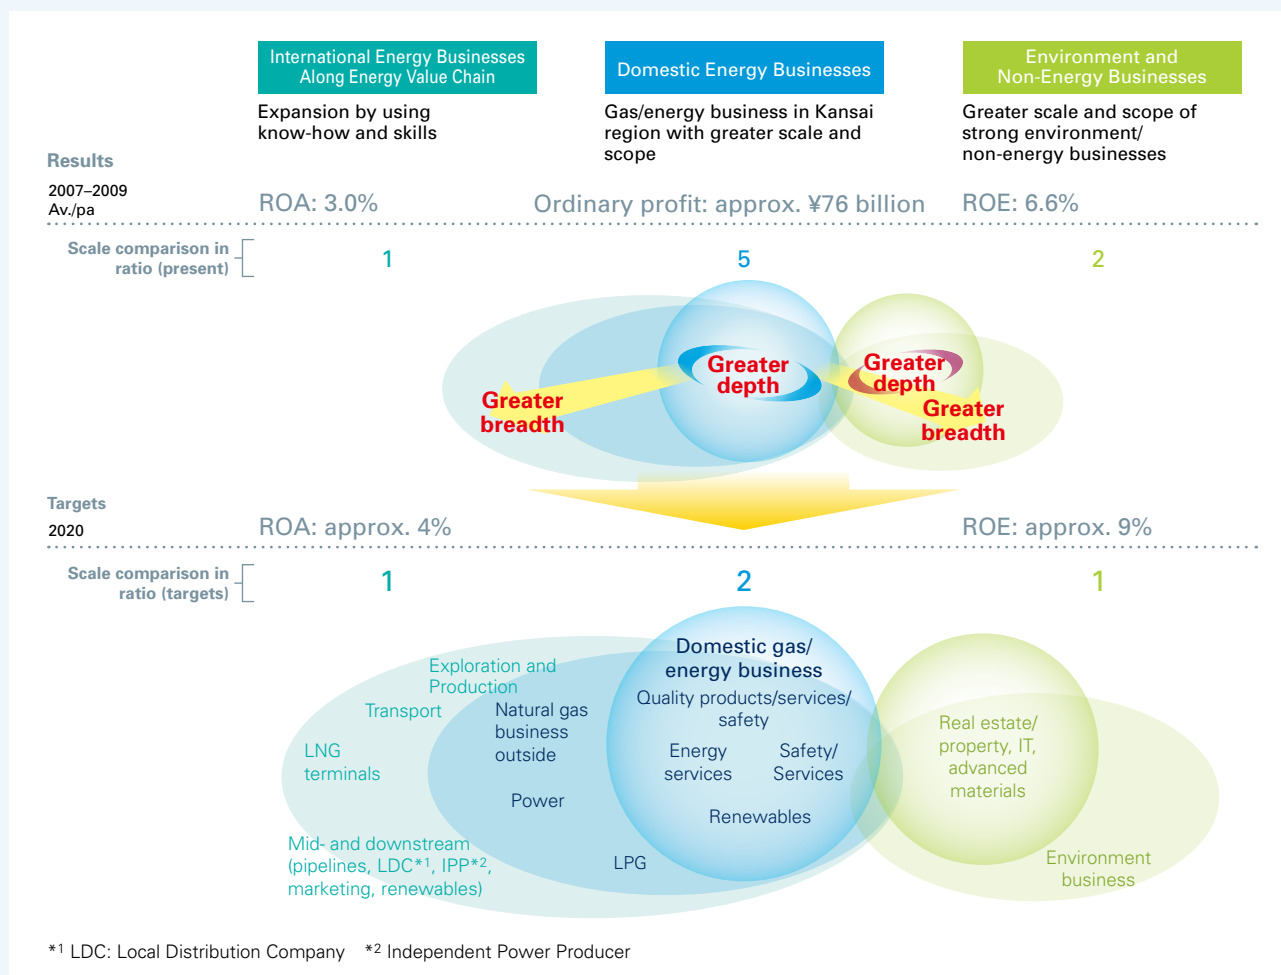 International Energy Businesses
Along Energy Value Chain
Domestic Energy Businesses
Environment and
Non-Energy Businesses
Expansion by using
know-how and skills
Gas/energy business in Kansai
region with greater scale and
scope
Greater scale and scope of
strong environment/
non-energy businesses
Results
2007–2009
Av./pa
ROA: 3.0%
Ordinary profit: approx. ¥76 billion
ROE: 6.6%
Scale comparison in
ratio (present)
1
5
2
Greater
breadth
Greater
depth
Greater
depth
Greater
breadth
Targets
2020
ROA: approx. 4%
ROE: approx. 9%
Scale comparison in
ratio (targets)
1
2
1
Exploration and
Production
Transport
LNG
terminals
Mid- and downstream
(pipelines, LDC*1, IPP*2,
marketing, renewables)
Natural gas
business
outside
Power
LPG
Domestic gas/
energy business
Quality products/services/
safety
Energy
services
Safety/
Services
Renewables
Real estate/
property, IT,
advanced
materials
Environment
business
*1 LDC: Local Distribution Company *2 Independent Power Producer